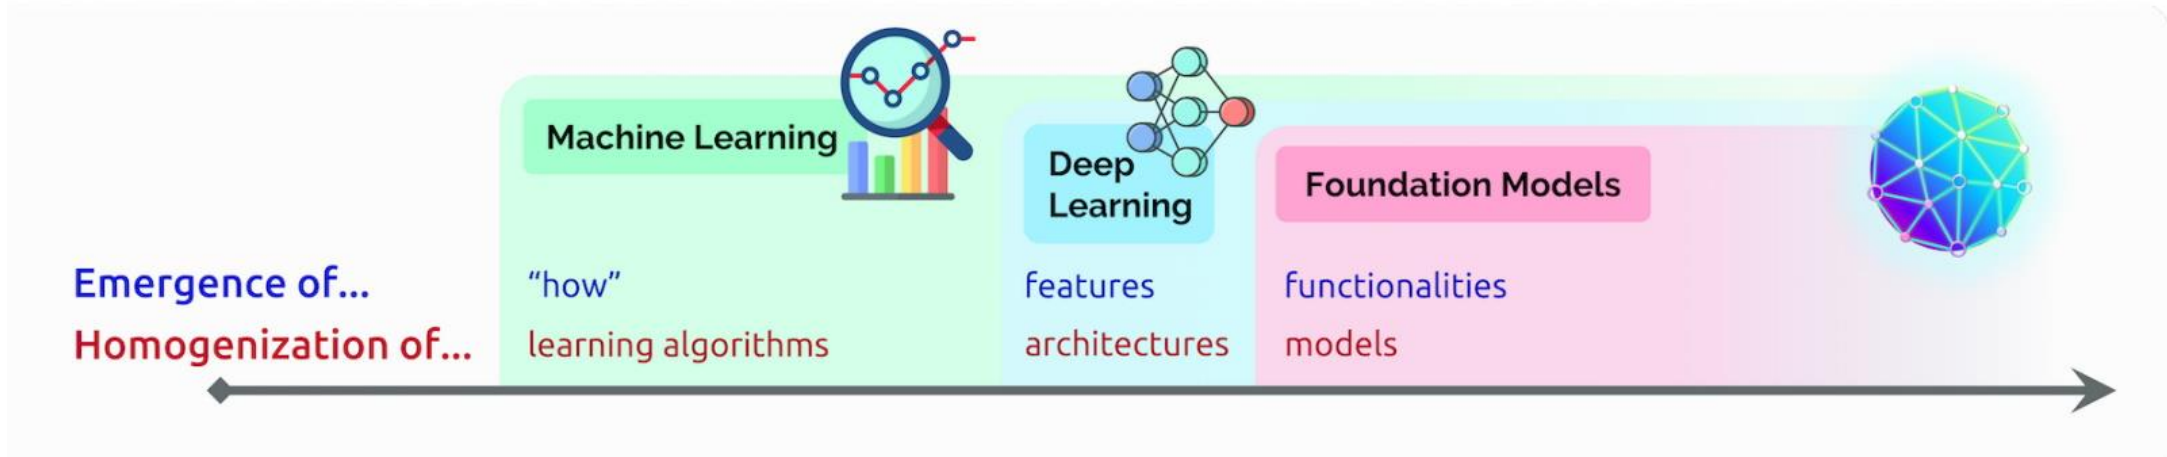 Machine Learning
Deep
Learning
Foundation Models
Emergence of...
“how”
features
functionalities
Homogenization of...
learning algorithms
architectures
models